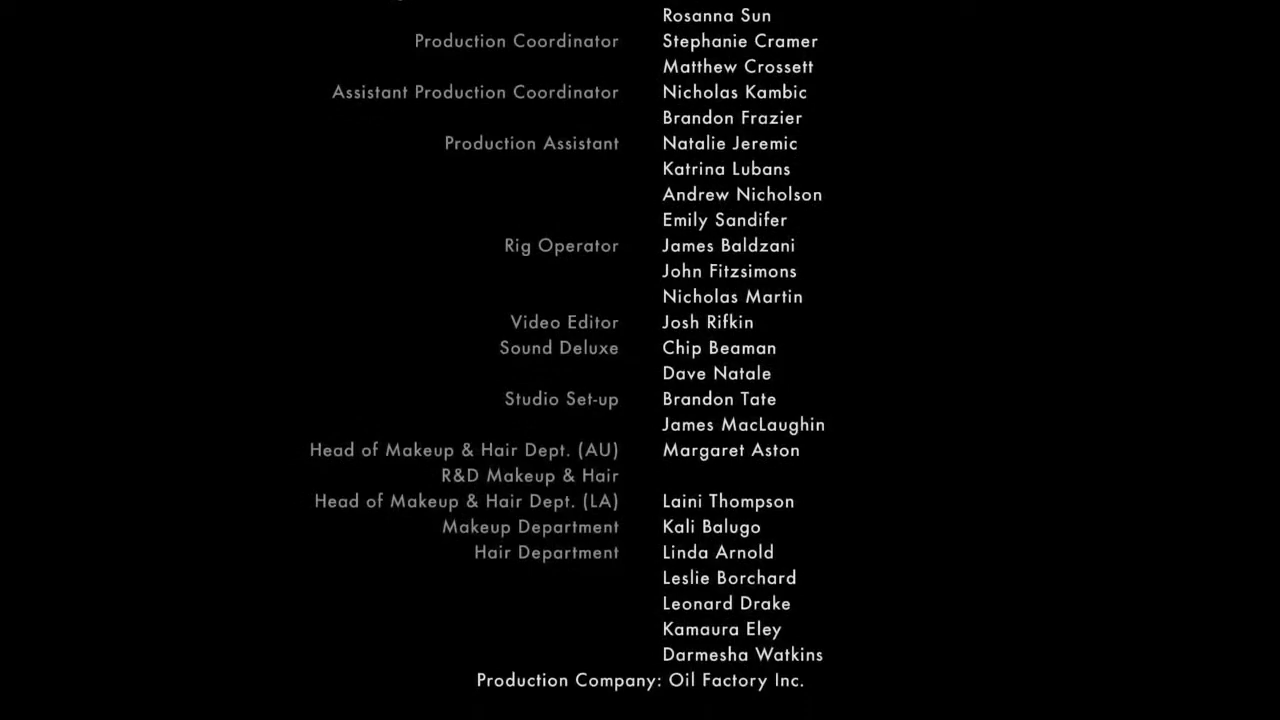 Rosanna Sun
Production Coordinator Stephanie Cramer
Matthew Crossett
Assistant Production Coordinator Nicholas Kambic
Brandon Frazier
Production Assistant Natalie Jeremic
Katrina Lubans
Andrew Nicholson
Emily Sandifer
Rig Operator James Baldzani
John Fitzsimons
Nicholas Martin
Video Editor Josh Rifkin
Sound Deluxe Chip Beaman
Dave Natale
Studio Set-up Brandon Tate
James MacLaughin
Head of Makeup & Hair Dept. (AU) Margaret Aston
R&D Makeup & Hair
Head of Makeup & Hair Dept. (LA) Laini Thompson
Makeup Department Kali Balugo
Hair Department Linda Arnold
Leslie Borchard
Leonard Drake
Kamaura Eley
Darmesha Watkins
Production Company: Oil Factory Inc.